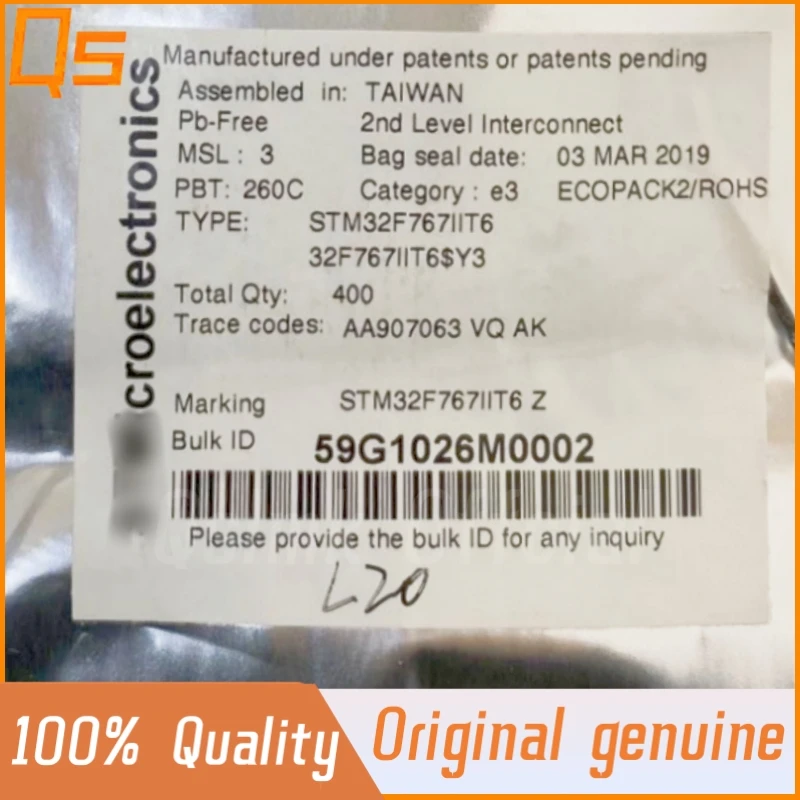 QS
croelectronics
Manufactured under patents or patents pending
Assembled in: TAIWAN
Pb-Free 2nd Level Interconnect
MSL: 3 Bag seal date: 03 MAR 2019
PBT: 260C Category: e3 ECOPACK2/ROHS
TYPE: STM32F767IIT6
32F767IIT6$Y3
Total Qty: 400
Trace codes: AA907063 VQ AK
Marking STM32F767IIT6 Z
Bulk ID 59G1026M0002
Please provide the bulk ID for any inquiry
L20
100% Quality Original genuine